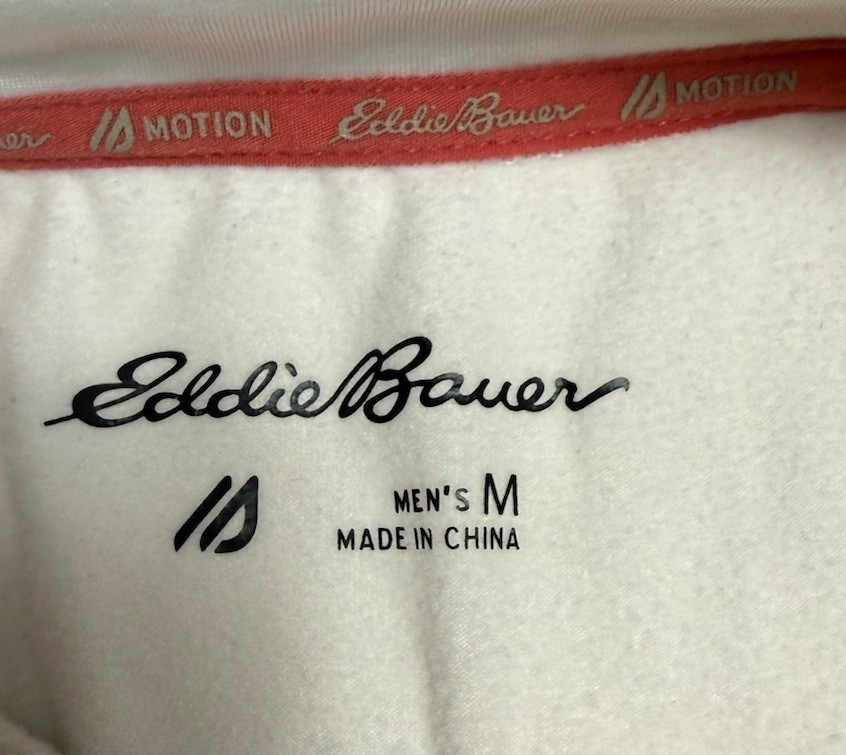 er MOTION Eddie Bauer MOTION
Eddie Bauer
MEN'S M
MADE IN CHINA